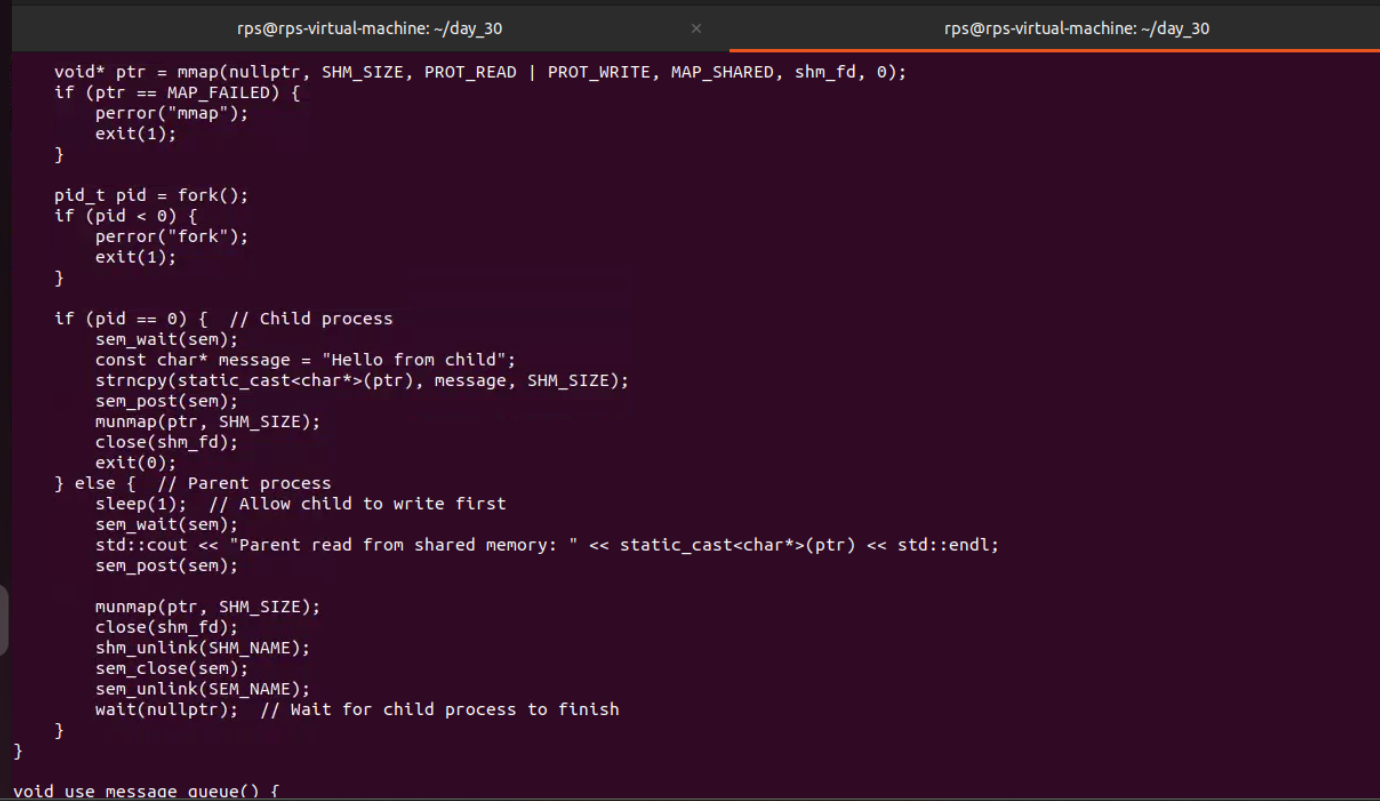 rps@rps-virtual-machine: ~/day_30 × rps@rps-virtual-machine: ~/day_30
    void* ptr = mmap(nullptr, SHM_SIZE, PROT_READ | PROT_WRITE, MAP_SHARED, shm_fd, 0);
    if (ptr == MAP_FAILED) {
        perror("mmap");
        exit(1);
    }

    pid_t pid = fork();
    if (pid < 0) {
        perror("fork");
        exit(1);
    }

    if (pid == 0) {  // Child process
        sem_wait(sem);
        const char* message = "Hello from child";
        strncpy(static_cast<char*>(ptr), message, SHM_SIZE);
        sem_post(sem);
        munmap(ptr, SHM_SIZE);
        close(shm_fd);
        exit(0);
    } else {  // Parent process
        sleep(1);  // Allow child to write first
        sem_wait(sem);
        std::cout << "Parent read from shared memory: " << static_cast<char*>(ptr) << std::endl;
        sem_post(sem);

        munmap(ptr, SHM_SIZE);
        close(shm_fd);
        shm_unlink(SHM_NAME);
        sem_close(sem);
        sem_unlink(SEM_NAME);
        wait(nullptr);  // Wait for child process to finish
    }
}

void use_message_queue() {